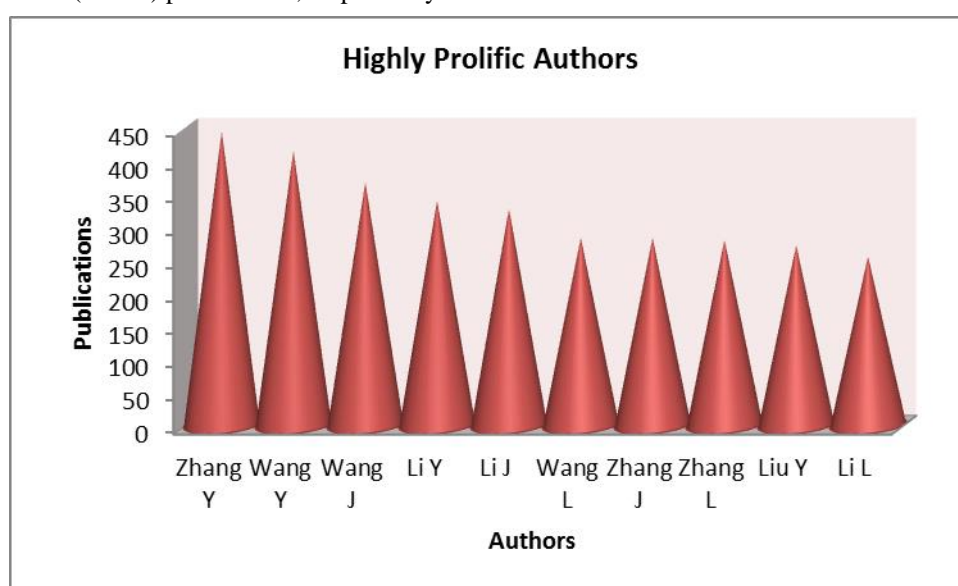 Highly Prolific Authors
450
400
350
300
250
200
150
100
50
0
Publications
Zhang Wang Wang Li Y Li J Wang Zhang Zhang Liu Y Li L
Y Y J L J L
Authors